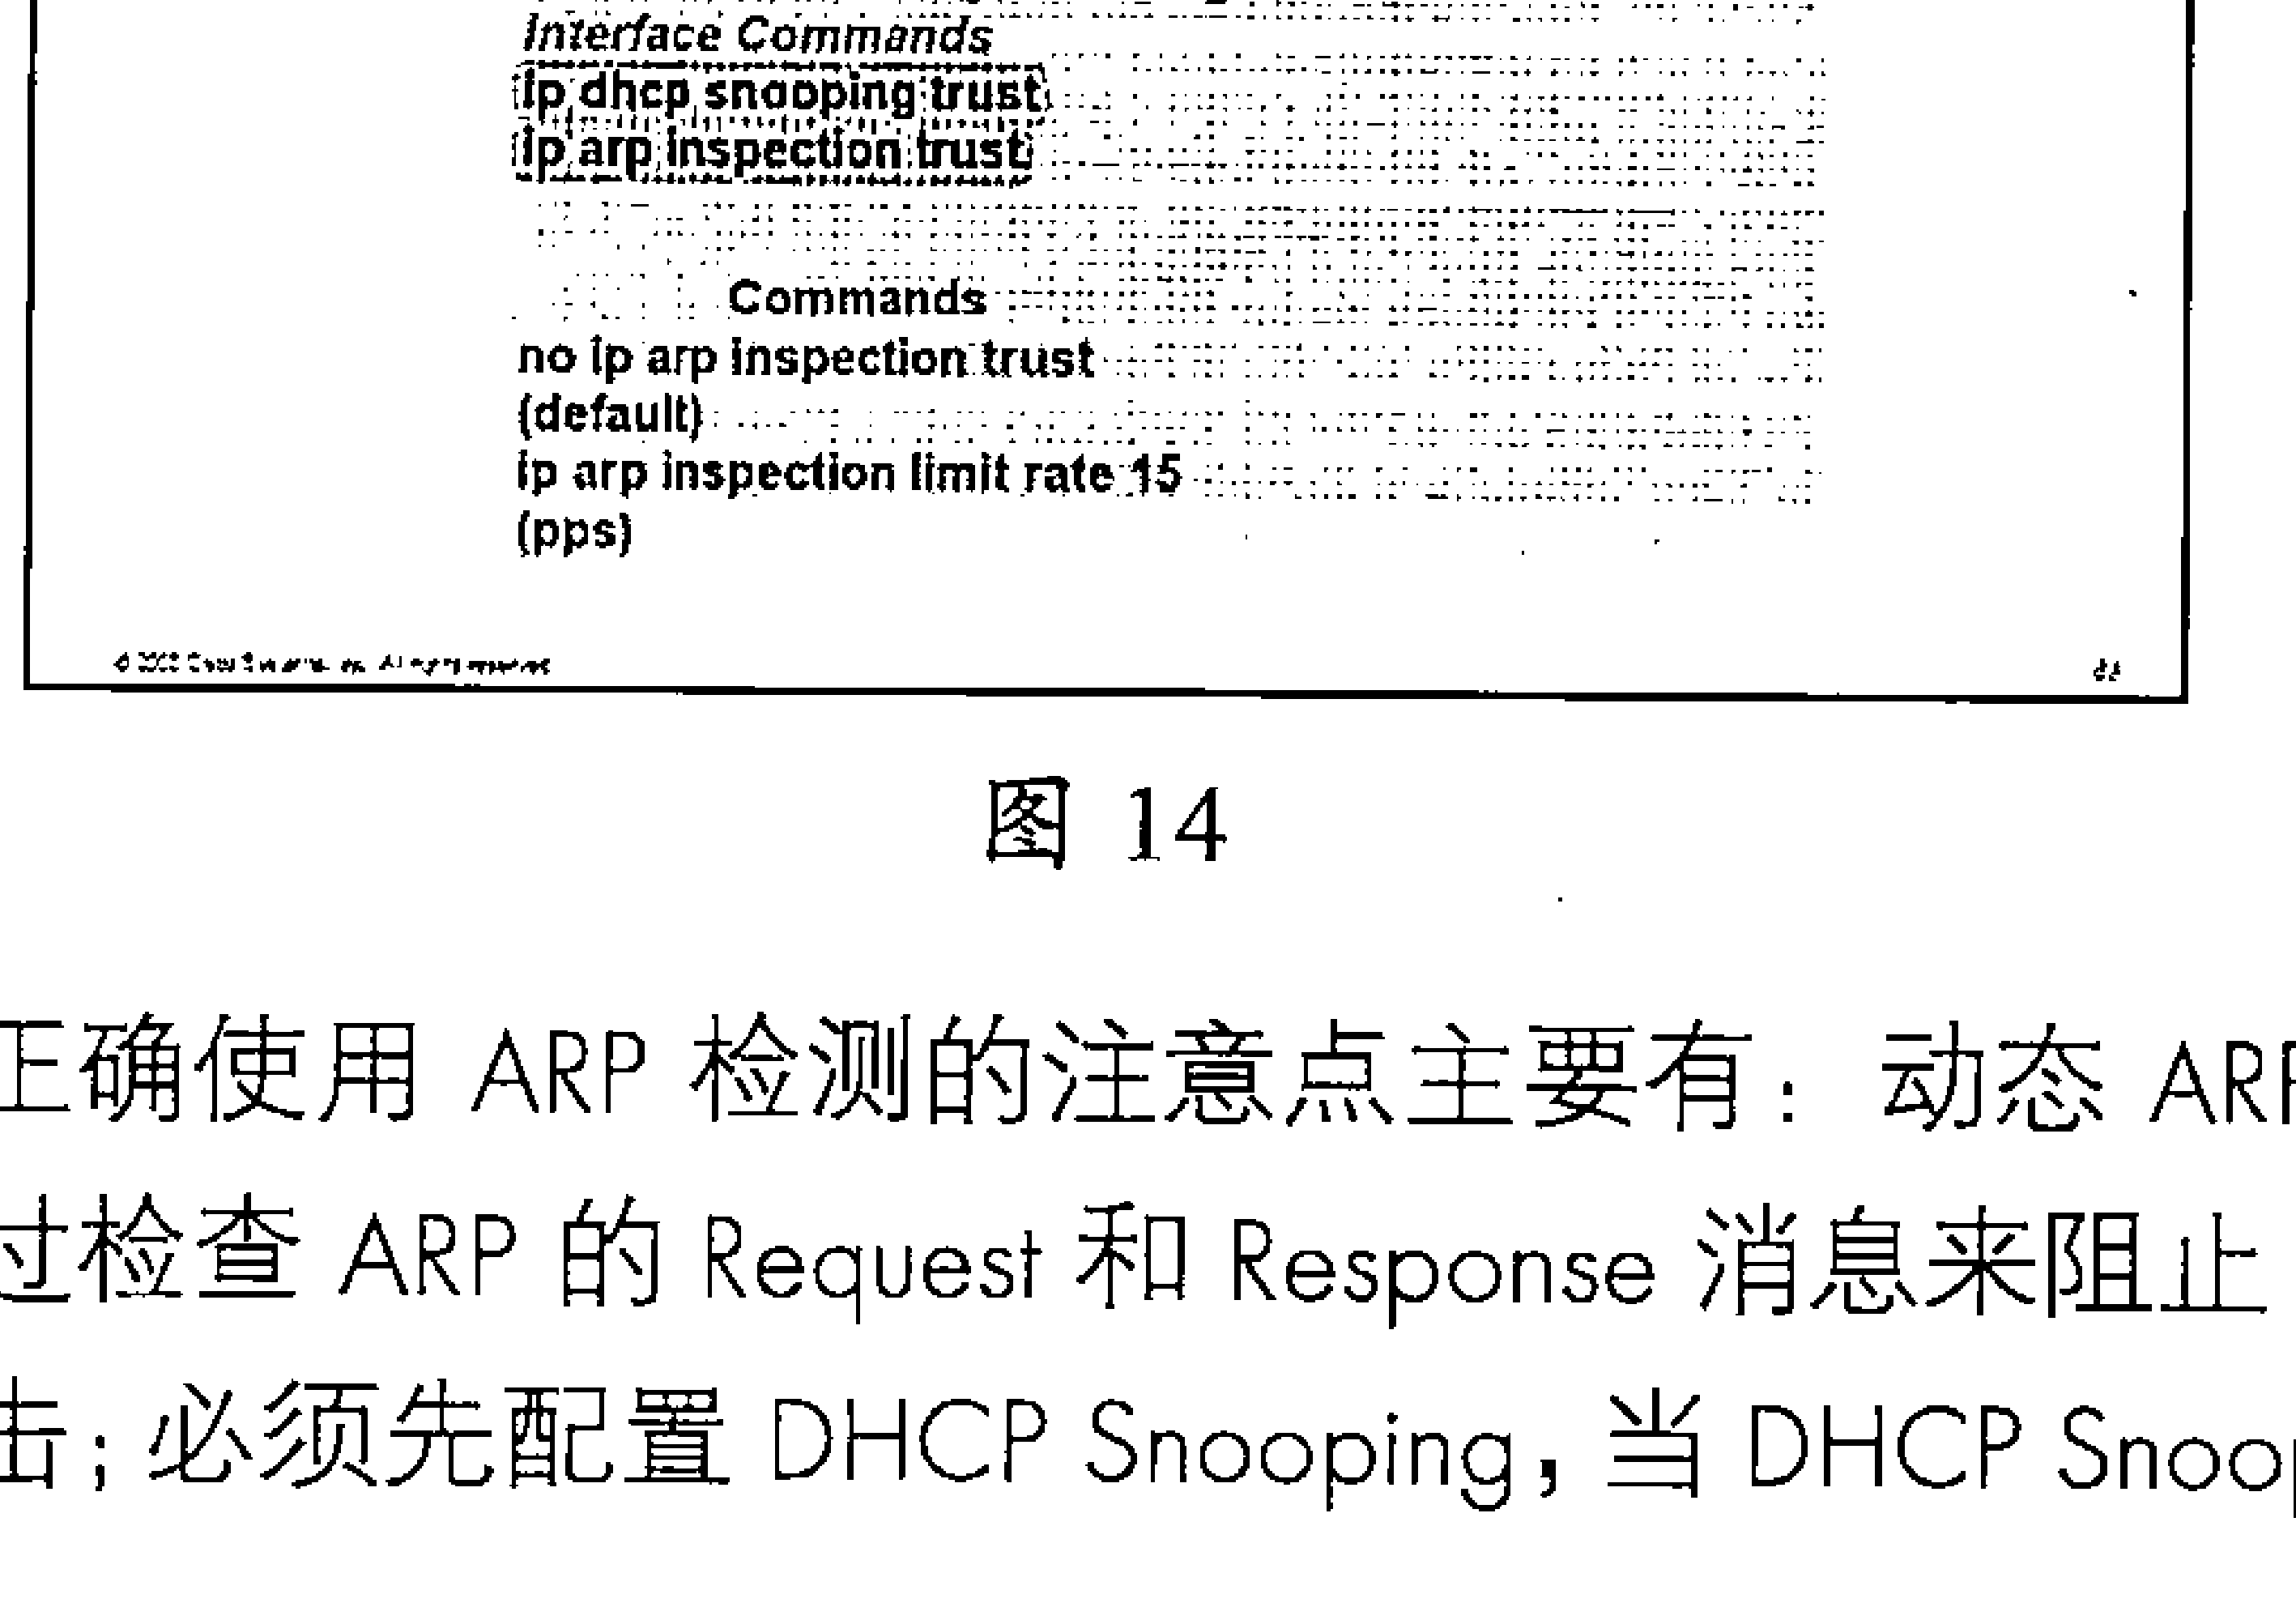 Interface Commands
ip dhcp snooping trust
ip arp inspection trust
Commands
no ip arp inspection trust
(default)
ip arp inspection limit rate 15
(pps)
图 14
正确使用 ARP 检测的注意点主要有：动态 ARP
过检查 ARP 的 Request 和 Response 消息来阻止
击；必须先配置 DHCP Snooping，当 DHCP Snoop